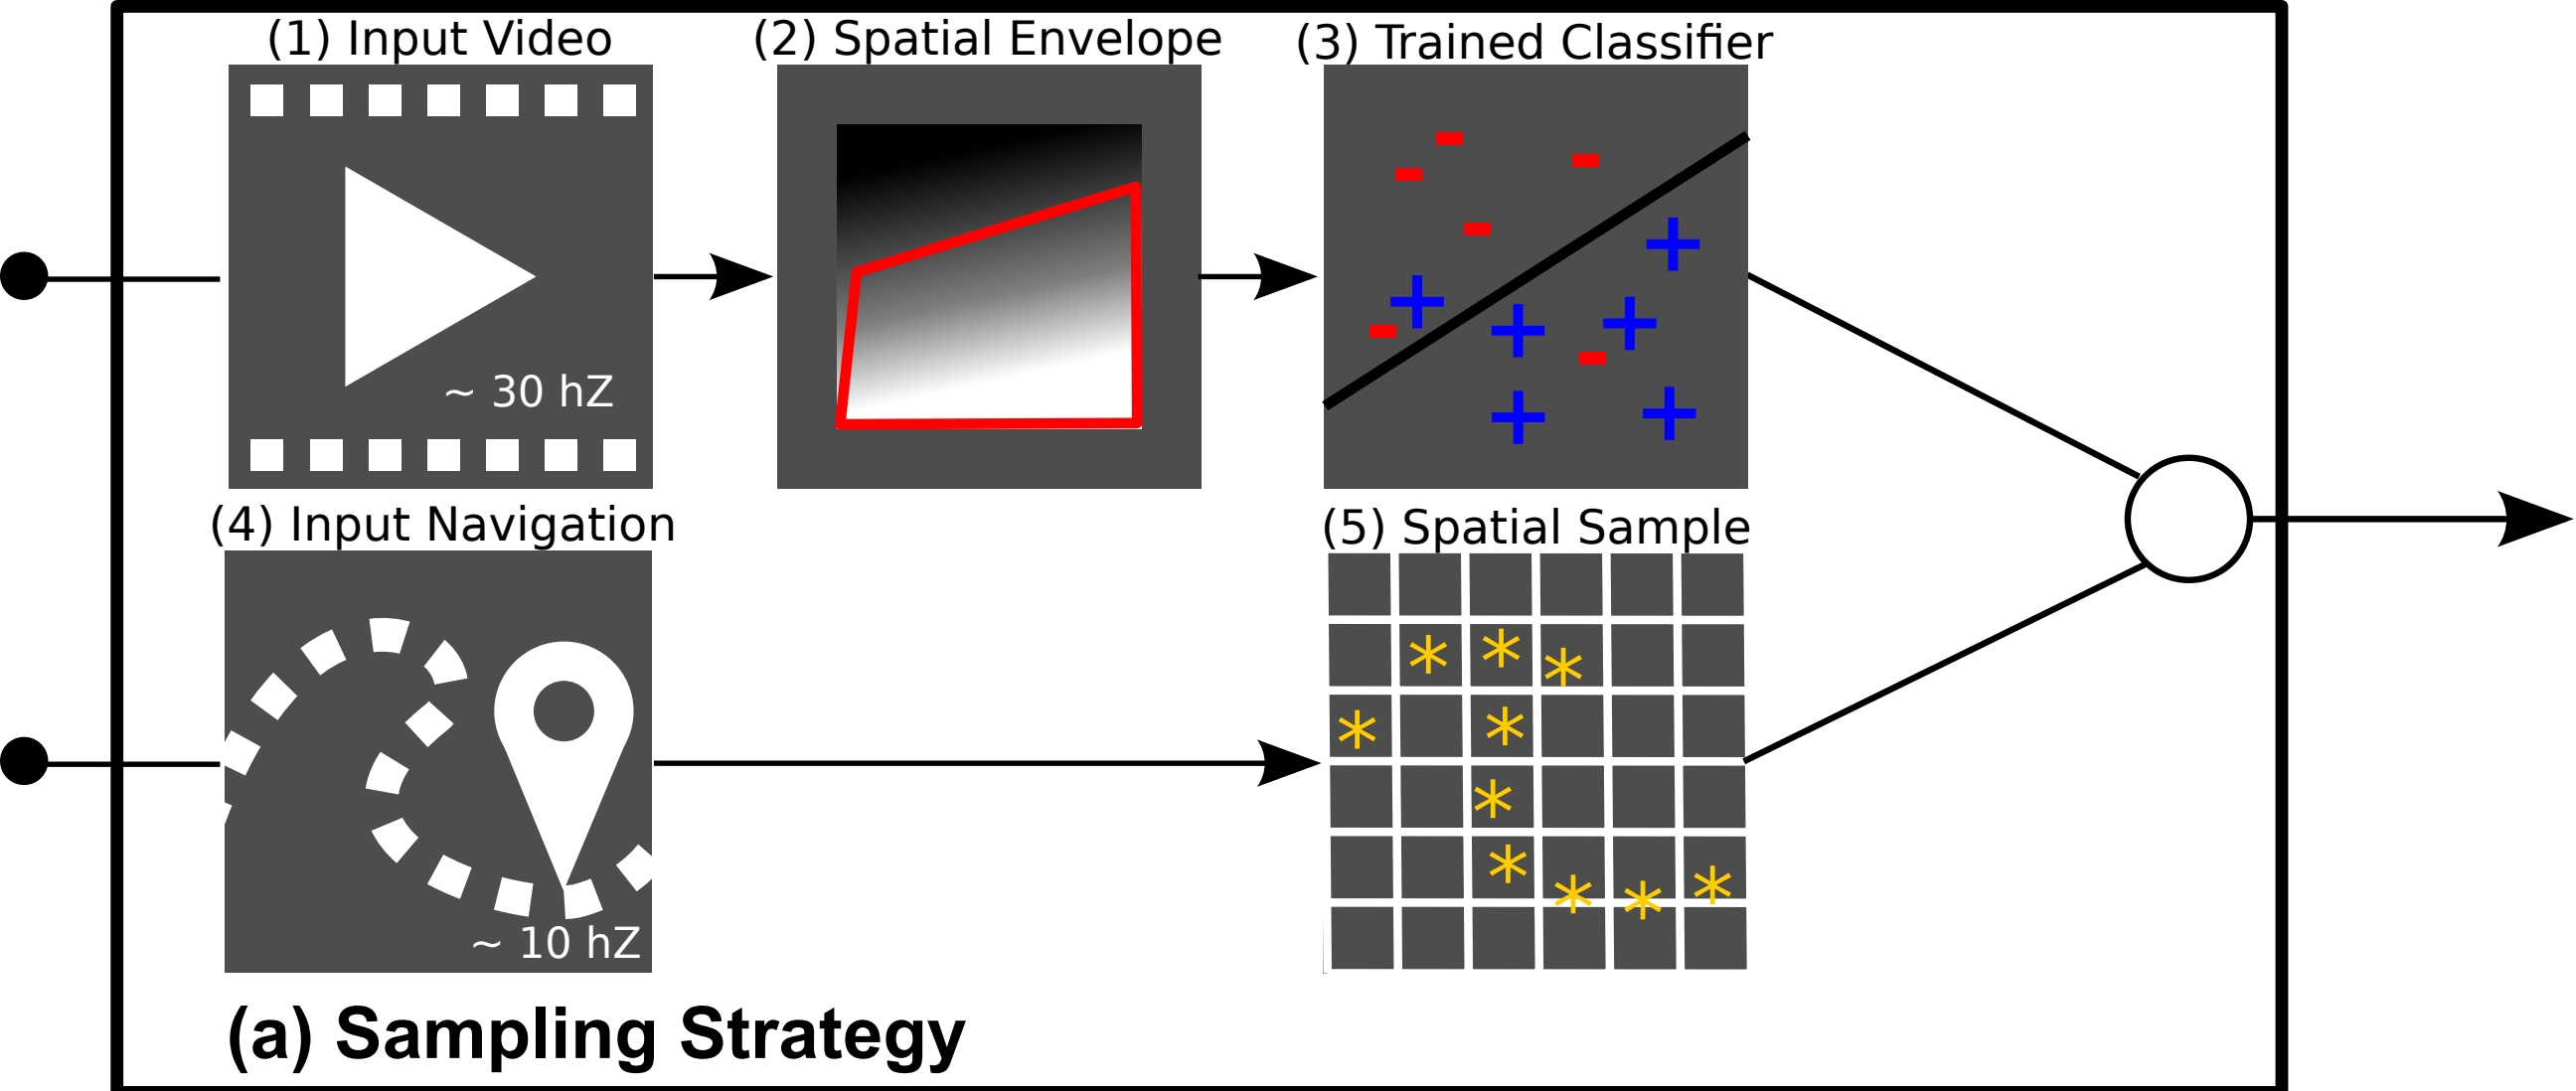 (1) Input Video
(2) Spatial Envelope
(3) Trained Classifier
~ 30 hZ
(4) Input Navigation
(5) Spatial Sample
~ 10 hZ
(a) Sampling Strategy